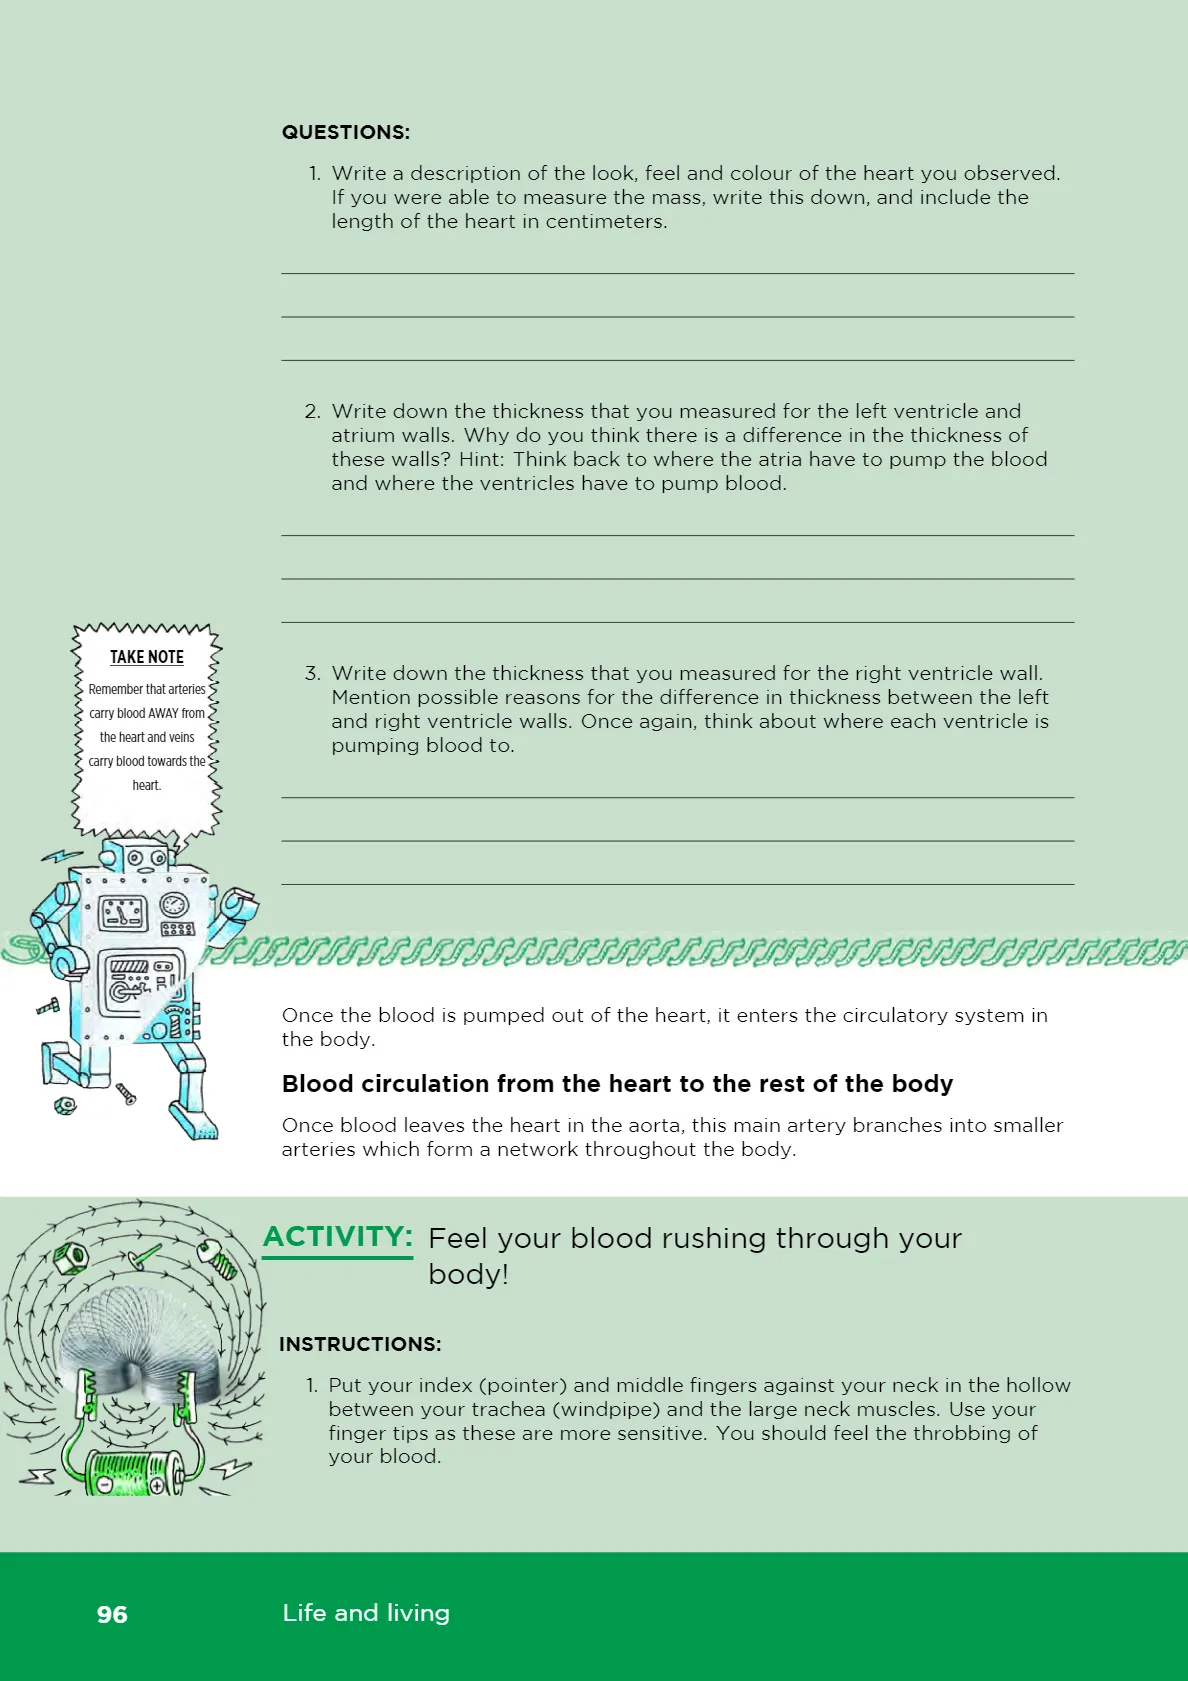 QUESTIONS:
1. Write a description of the look, feel and colour of the heart you observed.
If you were able to measure the mass, write this down, and include the
length of the heart in centimeters.
2. Write down the thickness that you measured for the left ventricle and
atrium walls. Why do you think there is a difference in the thickness of
these walls? Hint: Think back to where the atria have to pump the blood
and where the ventricles have to pump blood.
TAKE NOTE
Remember that arteries
carry blood AWAY from
the heart and veins
carry blood towards the
heart.
3. Write down the thickness that you measured for the right ventricle wall.
Mention possible reasons for the difference in thickness between the left
and right ventricle walls. Once again, think about where each ventricle is
pumping blood to.
Once the blood is pumped out of the heart, it enters the circulatory system in
the body.
Blood circulation from the heart to the rest of the body
Once blood leaves the heart in the aorta, this main artery branches into smaller
arteries which form a network throughout the body.
ACTIVITY: Feel your blood rushing through your
body!
INSTRUCTIONS:
1. Put your index (pointer) and middle fingers against your neck in the hollow
between your trachea (windpipe) and the large neck muscles. Use your
finger tips as these are more sensitive. You should feel the throbbing of
your blood.
96 Life and living